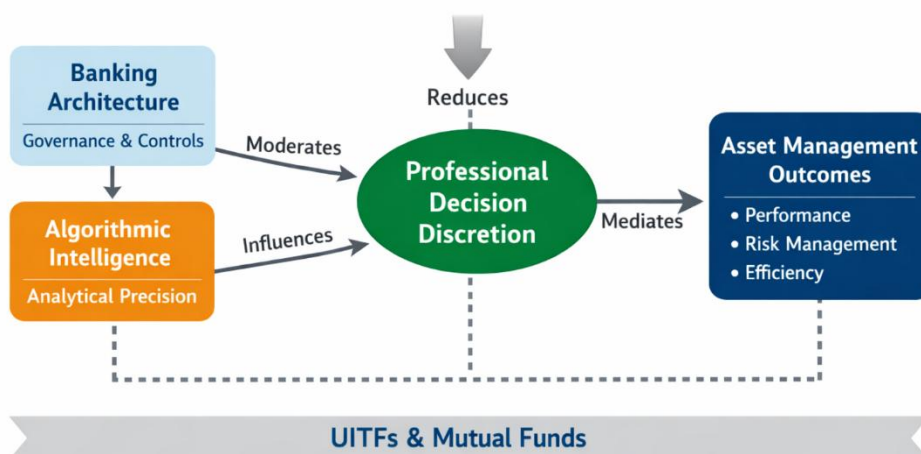 Banking
Architecture
Governance & Controls
Algorithmic
Intelligence
Analytical Precision
Moderates
Influences
Reduces
Professional
Decision
Discretion
Mediates
Asset Management
Outcomes
• Performance
• Risk Management
• Efficiency
UITFs & Mutual Funds